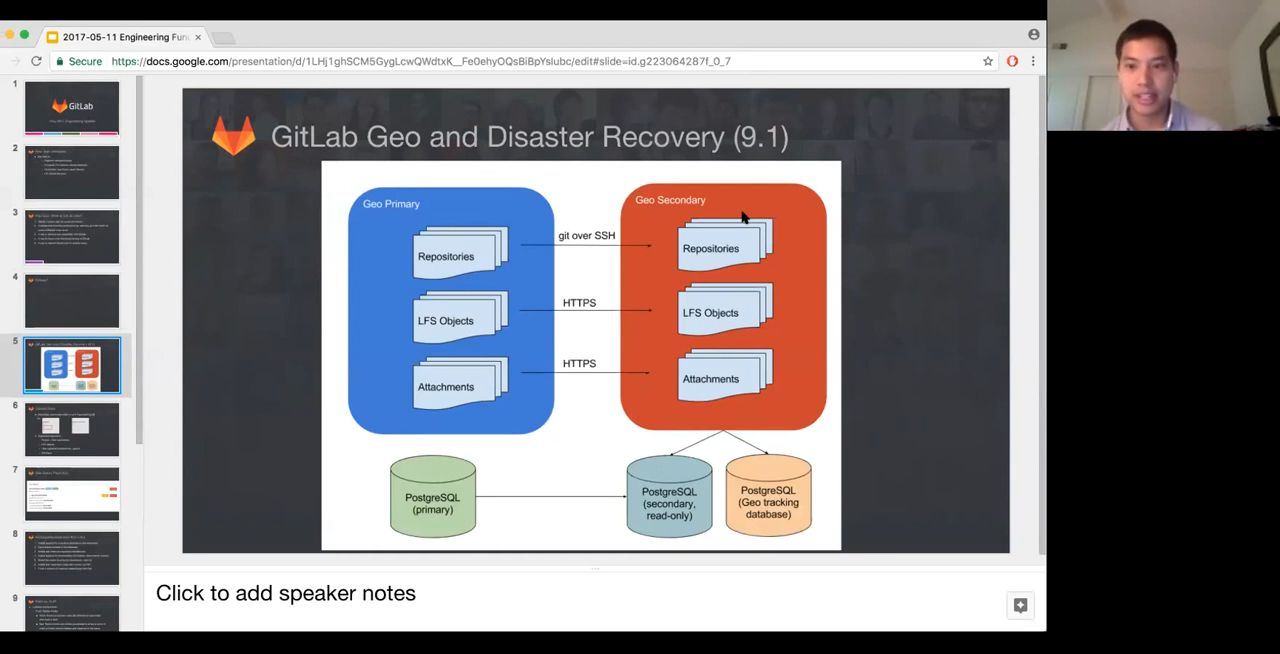 2017-05-11 Engineering Fun
Secure
https://docs.google.com/presentation/d/1LHj1ghSCM5GygLcwQWdtxK__Fe0ehyOQsBiBpYsIubc/edit#slide=id.g223064287f_0_7
1
GitLab
2
3
4
5
6
7
8
9
GitLab Geo and Disaster Recovery (9.1)
Geo Primary
Geo Secondary
git over SSH
Repositories
Repositories
HTTPS
LFS Objects
LFS Objects
HTTPS
Attachments
Attachments
PostgreSQL
(primary)
PostgreSQL
(secondary,
read-only)
PostgreSQL
(Geo tracking
database)
Click to add speaker notes